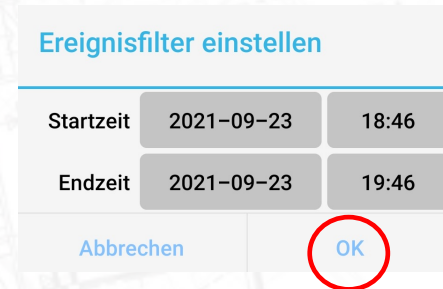 Ereignisfilter einstellen
Startzeit 2021-09-23 18:46
Endzeit 2021-09-23 19:46
Abbrechen OK